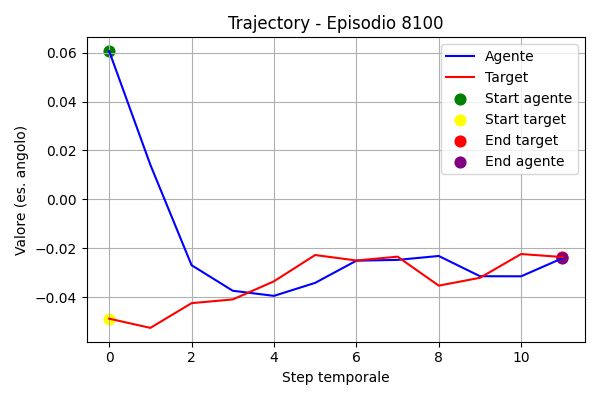 Trajectory - Episodio 8100
Valore (es. angolo)
0.06
0.04
0.02
0.00
−0.02
−0.04
0
2
4
6
8
10
Step temporale
Agente
Target
Start agente
Start target
End target
End agente